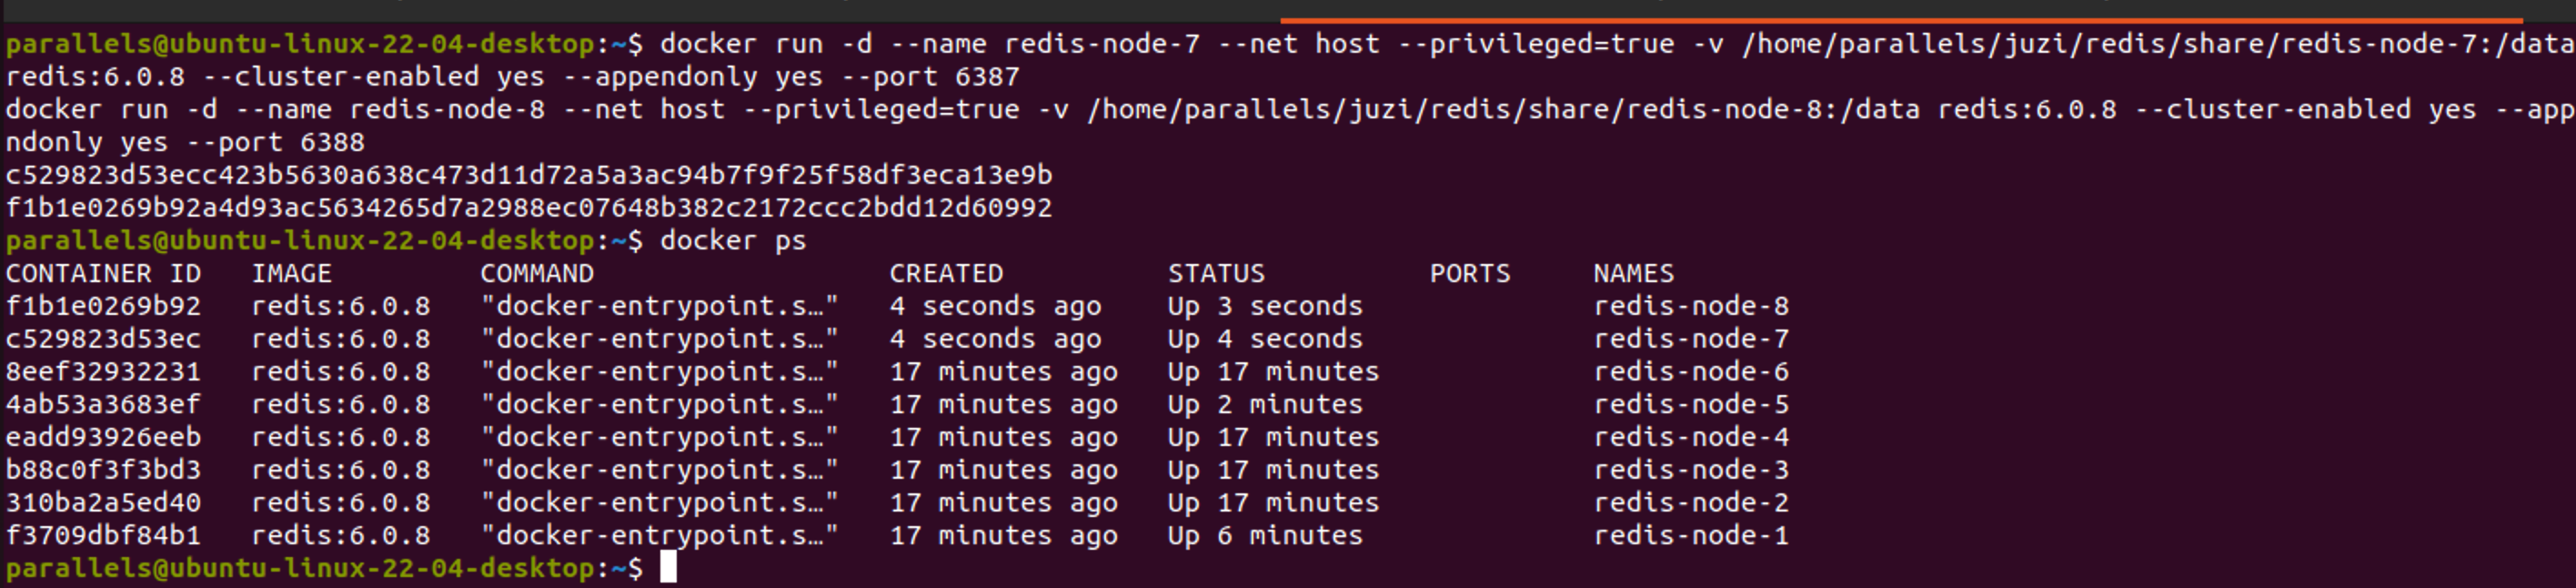 parallels@ubuntu-linux-22-04-desktop:~$ docker run -d --name redis-node-7 --net host --privileged=true -v /home/parallels/juzi/redis/share/redis-node-7:/data
redis:6.0.8 --cluster-enabled yes --appendonly yes --port 6387
docker run -d --name redis-node-8 --net host --privileged=true -v /home/parallels/juzi/redis/share/redis-node-8:/data redis:6.0.8 --cluster-enabled yes --app
ndonly yes --port 6388
c529823d53ecc423b5630a638c473d11d72a5a3ac94b7f9f25f58df3eca13e9b
f1b1e0269b92a4d93ac5634265d7a2988ec07648b382c2172ccc2bdd12d60992
parallels@ubuntu-linux-22-04-desktop:~$ docker ps
CONTAINER ID   IMAGE         COMMAND                  CREATED          STATUS          PORTS     NAMES
f1b1e0269b92   redis:6.0.8   "docker-entrypoint.s…"   4 seconds ago    Up 3 seconds              redis-node-8
c529823d53ec   redis:6.0.8   "docker-entrypoint.s…"   4 seconds ago    Up 4 seconds              redis-node-7
8eef32932231   redis:6.0.8   "docker-entrypoint.s…"   17 minutes ago   Up 17 minutes             redis-node-6
4ab53a3683ef   redis:6.0.8   "docker-entrypoint.s…"   17 minutes ago   Up 2 minutes              redis-node-5
eadd93926eeb   redis:6.0.8   "docker-entrypoint.s…"   17 minutes ago   Up 17 minutes             redis-node-4
b88c0f3f3bd3   redis:6.0.8   "docker-entrypoint.s…"   17 minutes ago   Up 17 minutes             redis-node-3
310ba2a5ed40   redis:6.0.8   "docker-entrypoint.s…"   17 minutes ago   Up 17 minutes             redis-node-2
f3709dbf84b1   redis:6.0.8   "docker-entrypoint.s…"   17 minutes ago   Up 6 minutes              redis-node-1
parallels@ubuntu-linux-22-04-desktop:~$